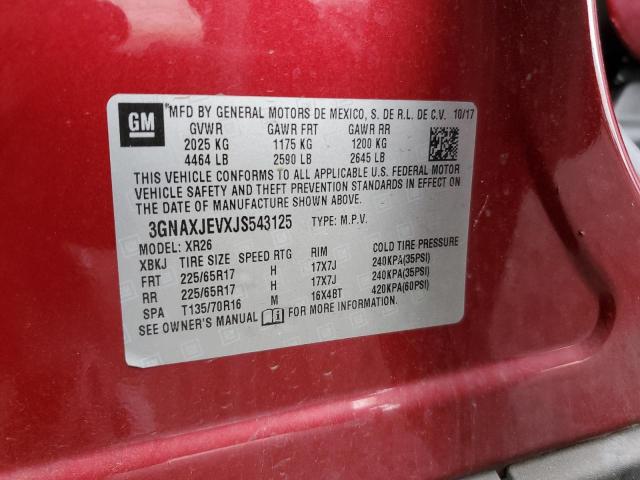 GM
MFD BY GENERAL MOTORS DE MEXICO, S. DE R.L. DE C.V. 10/17
GVWR GAWR FRT GAWR RR
2025 KG 1175 KG 1200 KG
4464 LB 2590 LB 2645 LB
THIS VEHICLE CONFORMS TO ALL APPLICABLE U.S. FEDERAL MOTOR
VEHICLE SAFETY AND THEFT PREVENTION STANDARDS IN EFFECT ON
THE DATE OF MANUFACTURE SHOWN ABOVE.
3GNAXJEVXJS543125 TYPE: M.P.V.
MODEL: XR26
XBKJ TIRE SIZE SPEED RTG RIM COLD TIRE PRESSURE
FRT 225/65R17 H 17X7J 240KPA(35PSI)
RR 225/65R17 H 17X7J 240KPA(35PSI)
SPA T135/70R16 M 16X4BT 420KPA(60PSI)
SEE OWNER'S MANUAL FOR MORE INFORMATION.